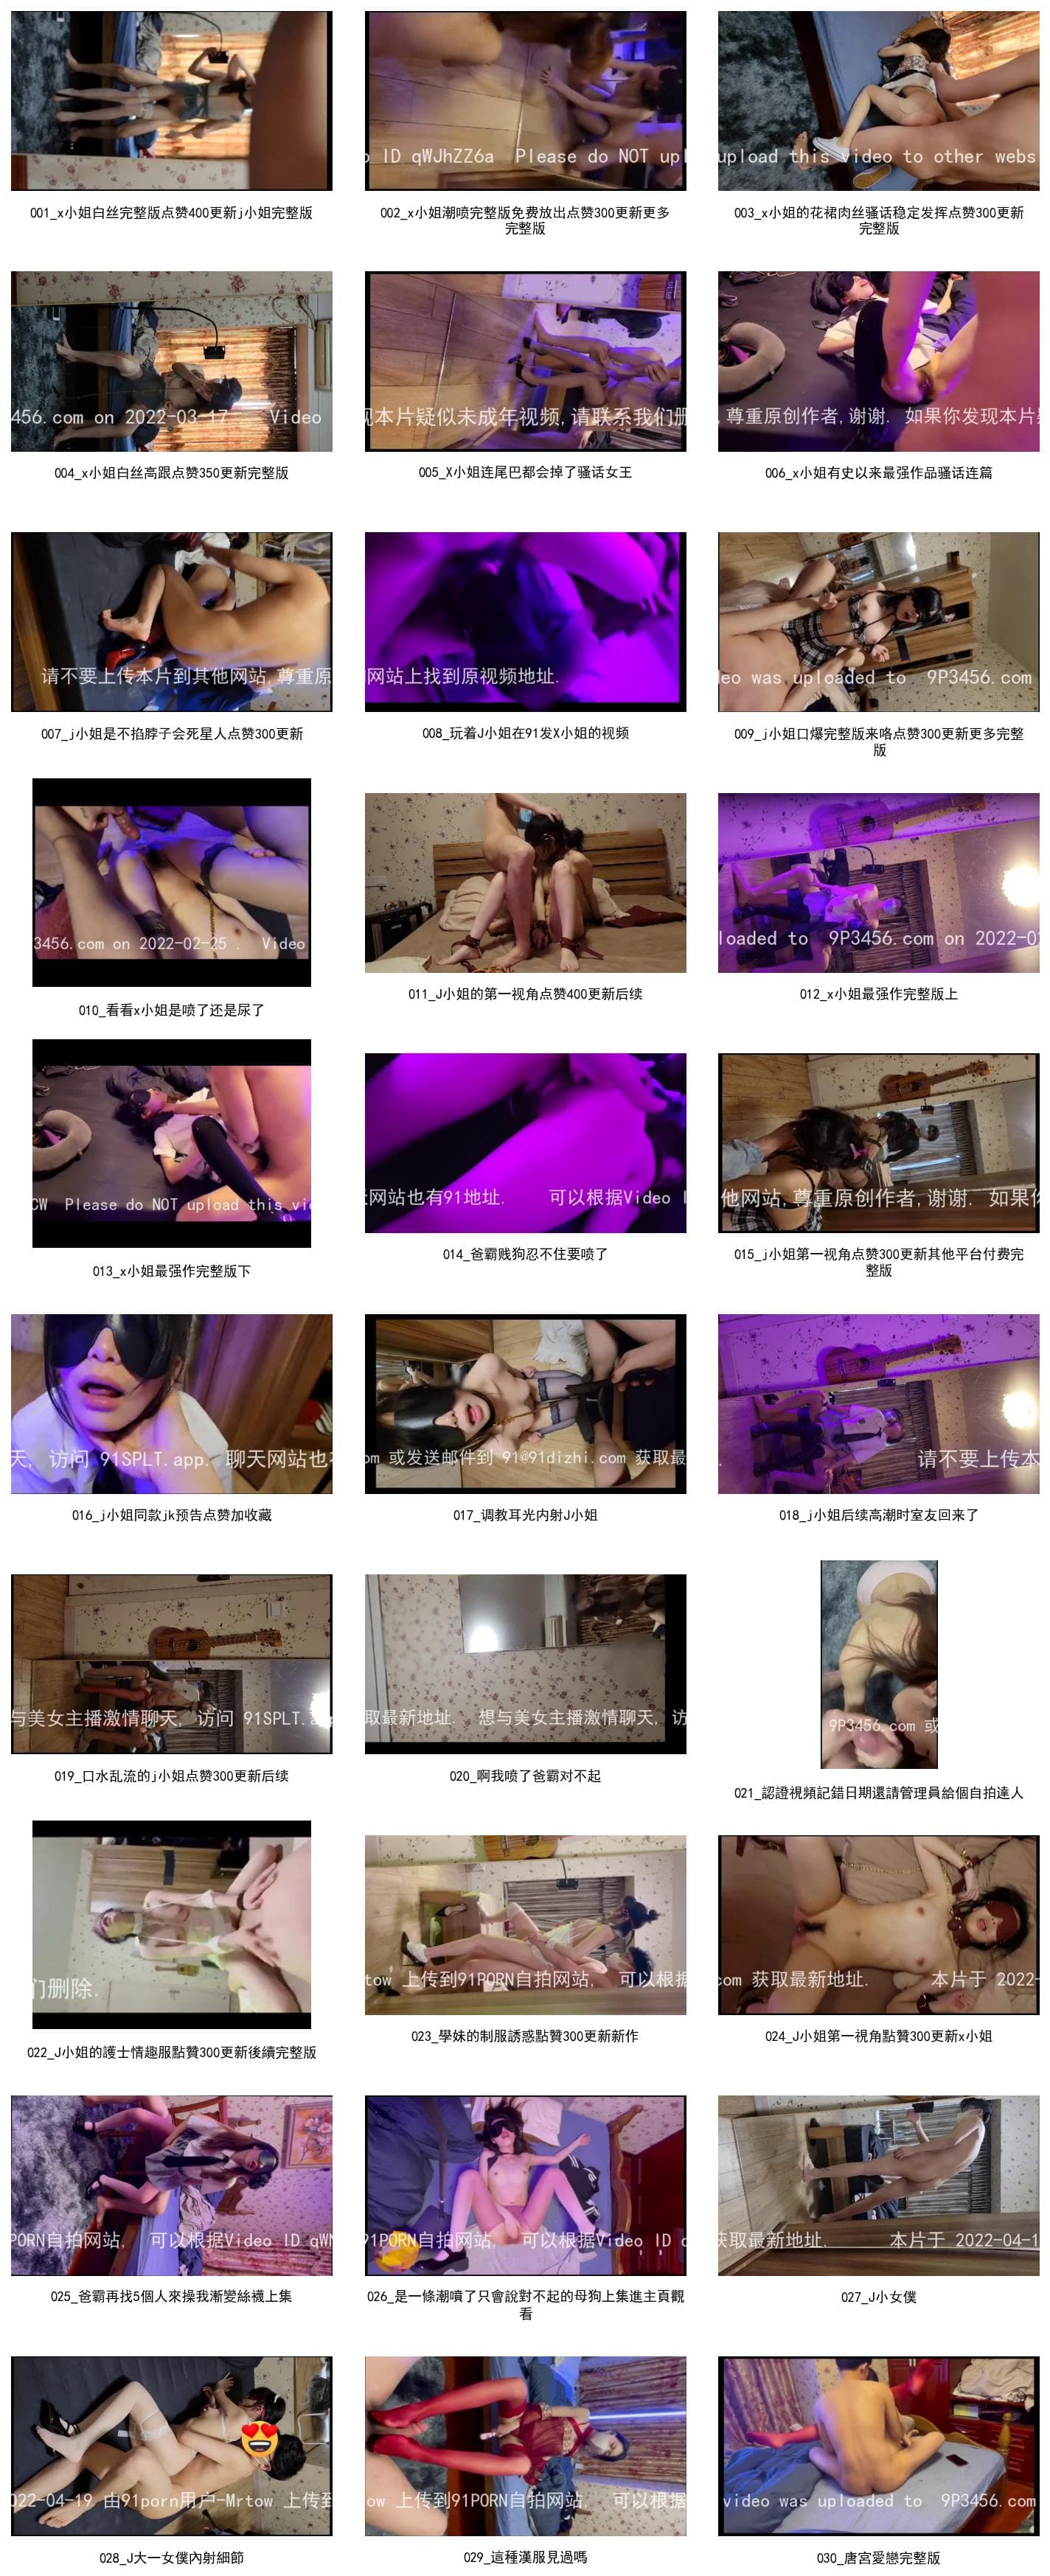 001_x小姐白丝完整版点赞400更新j小姐完整版
o ID qWJhZZ6a Please do NOT upl
002_x小姐潮喷完整版免费放出点赞300更新更多
完整版
upload this video to other webs
003_x小姐的花裙肉丝骚话稳定发挥点赞300更新
完整版
456.com on 2022-03-17 Video
004_x小姐白丝高跟点赞350更新完整版
现本片疑似未成年视频,请联系我们删
005_X小姐连尾巴都会掉了骚话女王
,尊重原创作者,谢谢. 如果你发现本片
006_x小姐有史以来最强作品骚话连篇
请不要上传本片到其他网站,尊重原
007_j小姐是不掐脖子会死星人点赞300更新
网站上找到原视频地址.
008_玩着J小姐在91发X小姐的视频
deo was uploaded to 9P3456.com
009_j小姐口爆完整版来咯点赞300更新更多完整
版
3456.com on 2022-02-25 . Video
010_看看x小姐是喷了还是尿了
011_J小姐的第一视角点赞400更新后续
loaded to 9P3456.com on 2022-0
012_x小姐最强作完整版上
CW Please do NOT upload this vi
013_x小姐最强作完整版下
网站也有91地址. 可以根据Video I
014_爸霸贱狗忍不住要喷了
他网站,尊重原创作者,谢谢. 如果你
015_j小姐第一视角点赞300更新其他平台付费完
整版
天, 访问 91SPLT.app. 聊天网站也有
016_j小姐同款jk预告点赞加收藏
om 或发送邮件到 91@91dizhi.com 获取最
017_调教耳光内射J小姐
请不要上传本
018_j小姐后续高潮时室友回来了
与美女主播激情聊天, 访问 91SPLT.a
019_口水乱流的j小姐点赞300更新后续
取最新地址. 想与美女主播激情聊天, 访
020_啊我喷了爸霸对不起
9P3456.com 或
021_認證視頻記錯日期還請管理員給個自拍達人
们删除.
022_J小姐的護士情趣服點贊300更新後續完整版
tow 上传到91PORN自拍网站, 可以根据
023_學妹的制服誘惑點贊300更新新作
com 获取最新地址. 本片于 2022-
024_J小姐第一視角點贊300更新x小姐
PORN自拍网站, 可以根据Video ID qWN
025_爸霸再找5個人來操我漸變絲襪上集
91PORN自拍网站, 可以根据Video ID q
026_是一條潮噴了只會說對不起的母狗上集進主頁觀
看
获取最新地址. 本片于 2022-04-1
027_J小女僕
022-04-19 由91porn用户-Mrtow 上传到
028_J大一女僕內射細節
ow 上传到91PORN自拍网站, 可以根据
029_這種漢服見過嗎
video was uploaded to 9P3456.com
030_唐宮愛戀完整版